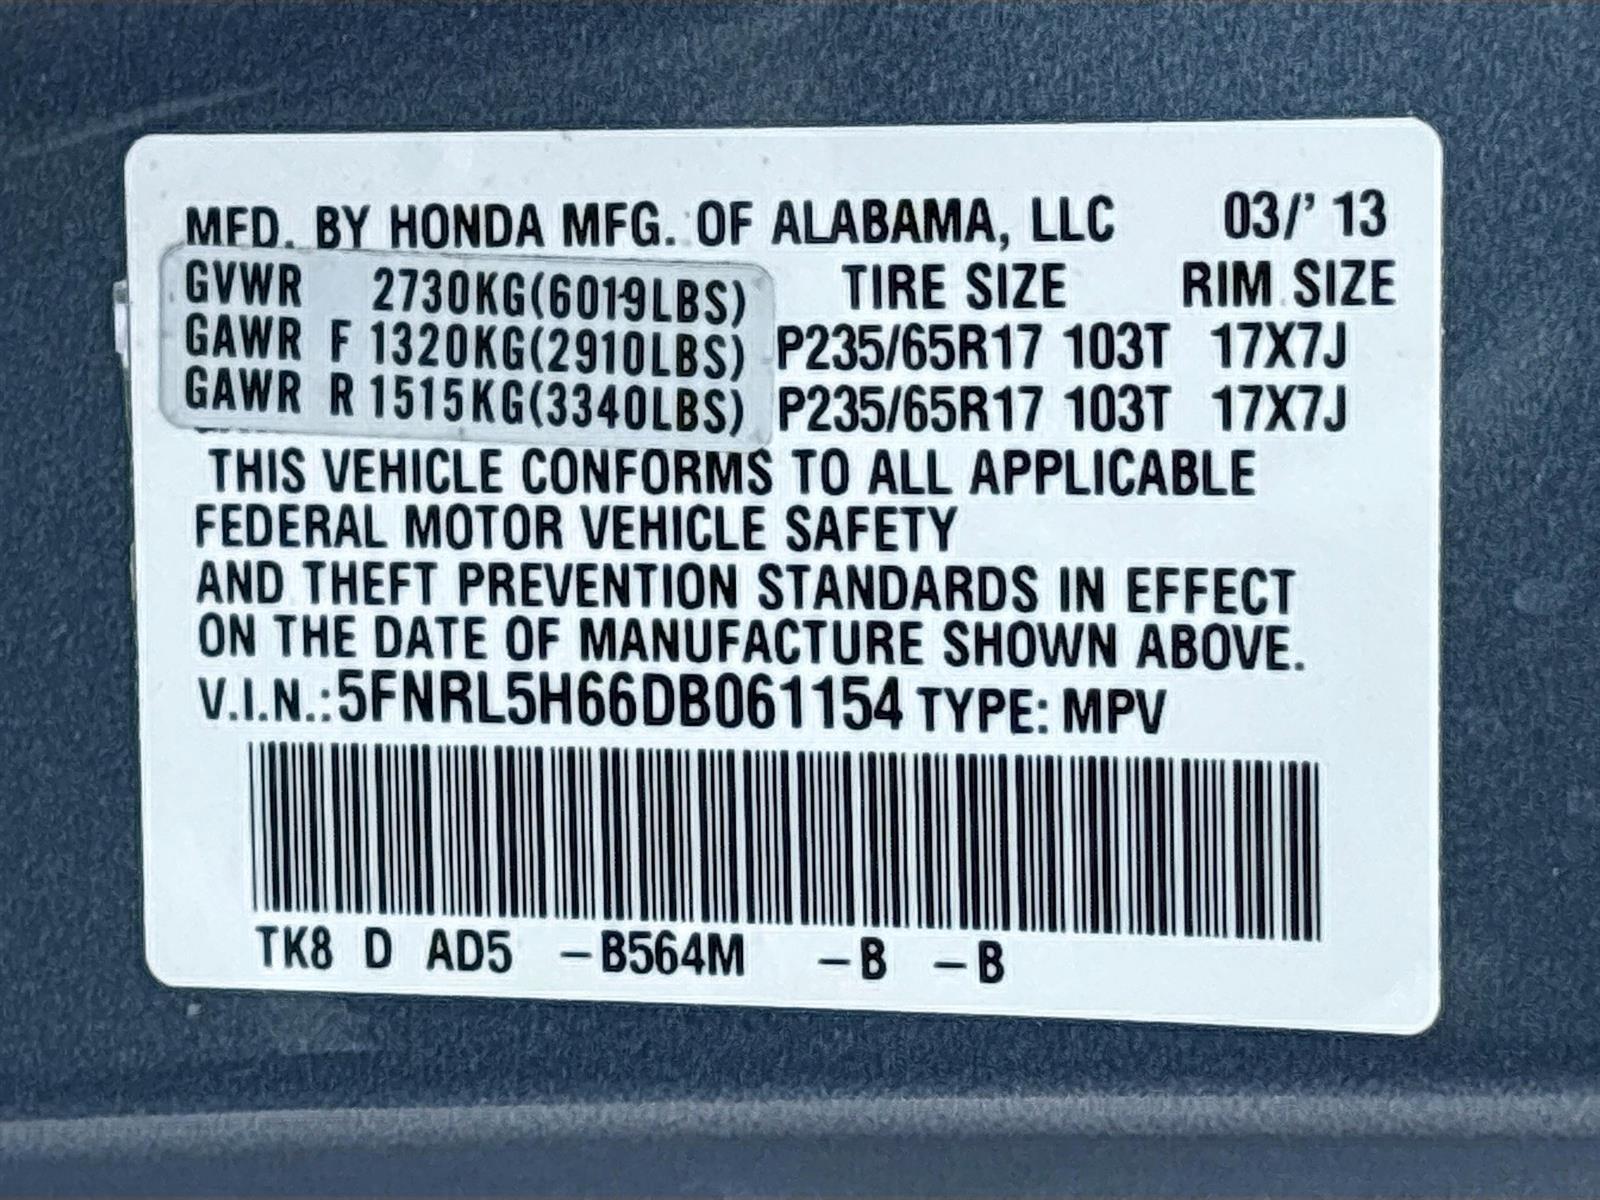 MFD. BY HONDA MFG. OF ALABAMA, LLC 03/' 13
GVWR 2730KG(6019LBS) TIRE SIZE RIM SIZE
GAWR F 1320KG(2910LBS) P235/65R17 103T 17X7J
GAWR R 1515KG(3340LBS) P235/65R17 103T 17X7J
THIS VEHICLE CONFORMS TO ALL APPLICABLE
FEDERAL MOTOR VEHICLE SAFETY
AND THEFT PREVENTION STANDARDS IN EFFECT
ON THE DATE OF MANUFACTURE SHOWN ABOVE.
V.I.N.:5FNRL5H66DB061154 TYPE: MPV
TK8 D AD5 –B564M –B –B